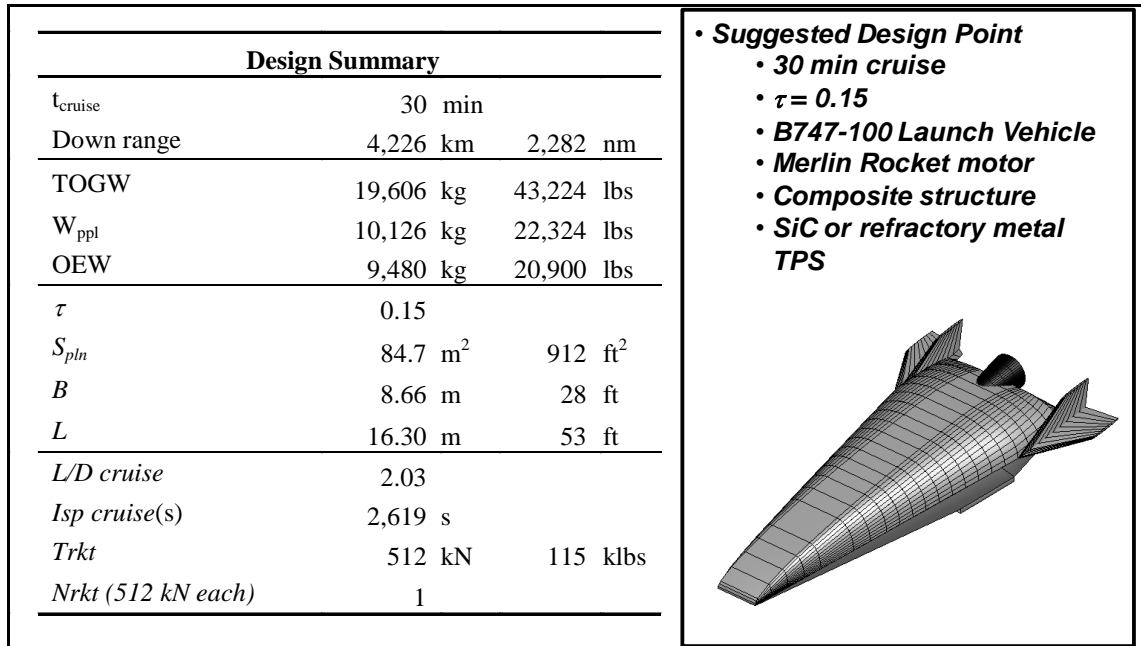 Design Summary
t_cruise 30 min
Down range 4,226 km 2,282 nm
TOGW 19,606 kg 43,224 lbs
W_ppl 10,126 kg 22,324 lbs
OEW 9,480 kg 20,900 lbs
τ 0.15
S_pln 84.7 m² 912 ft²
B 8.66 m 28 ft
L 16.30 m 53 ft
L/D cruise 2.03
Isp cruise(s) 2,619 s
Trkt 512 kN 115 klbs
Nrkt (512 kN each) 1
• Suggested Design Point
• 30 min cruise
• τ = 0.15
• B747-100 Launch Vehicle
• Merlin Rocket motor
• Composite structure
• SiC or refractory metal
TPS